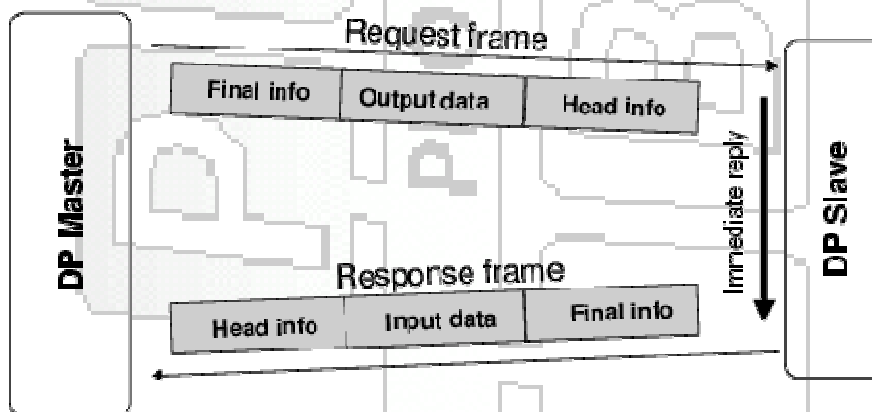 Request frame
Final info Output data Head info
DP Master
Immediate reply
DP Slave
Response frame
Head info Input data Final info